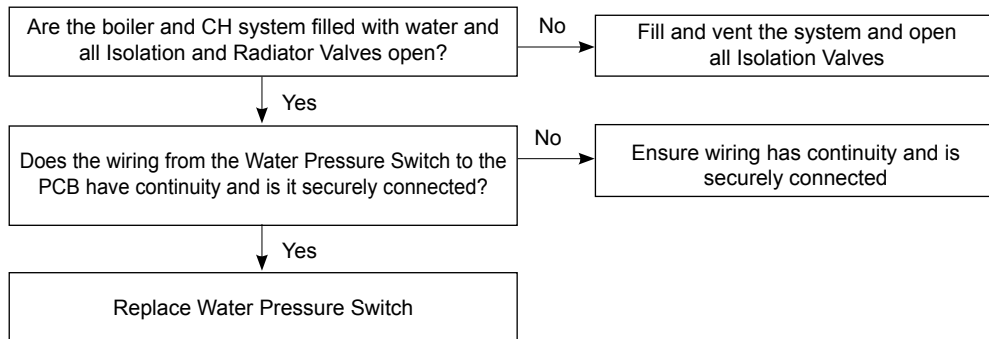 Are the boiler and CH system filled with water and
all Isolation and Radiator Valves open?
No
Fill and vent the system and open
all Isolation Valves
Yes
Does the wiring from the Water Pressure Switch to the
PCB have continuity and is it securely connected?
No
Ensure wiring has continuity and is
securely connected
Yes
Replace Water Pressure Switch